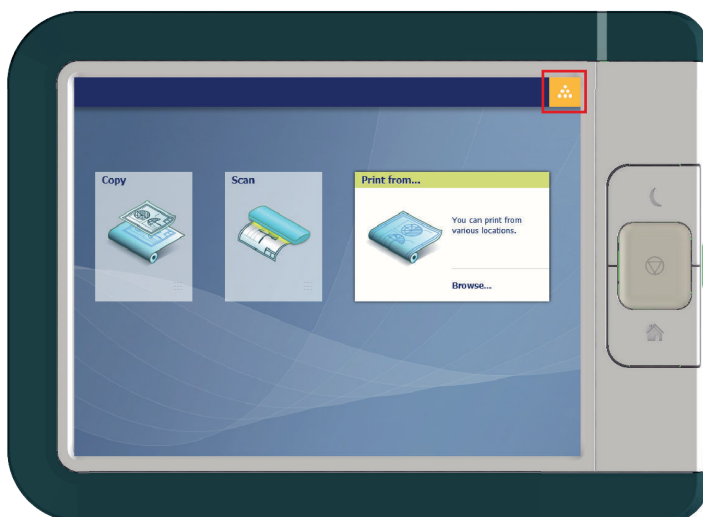 Copy
Scan
Print from...
You can print from
various locations.
Browse...